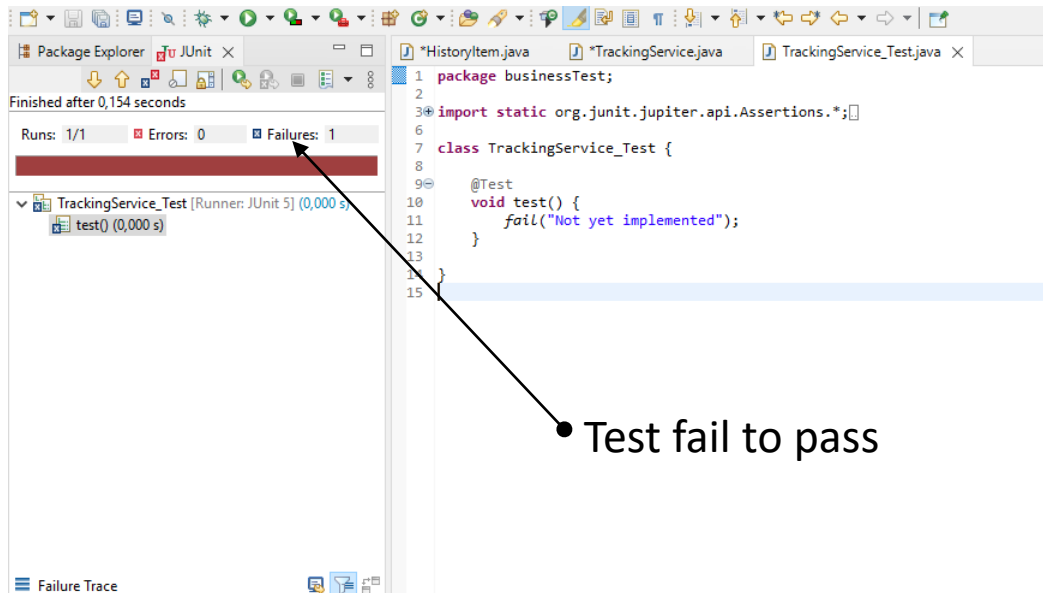 Package Explorer JUnit
Finished after 0,154 seconds
Runs: 1/1 Errors: 0 Failures: 1
TrackingService_Test [Runner: JUnit 5] (0,000 s)
test() (0,000 s)
Failure Trace
*HistoryItem.java *TrackingService.java TrackingService_Test.java
1 package businessTest;
2
3 import static org.junit.jupiter.api.Assertions.*;
6
7 class TrackingService_Test {
8
9 @Test
10 void test() {
11 fail("Not yet implemented");
12 }
13
14 }
15
Test fail to pass